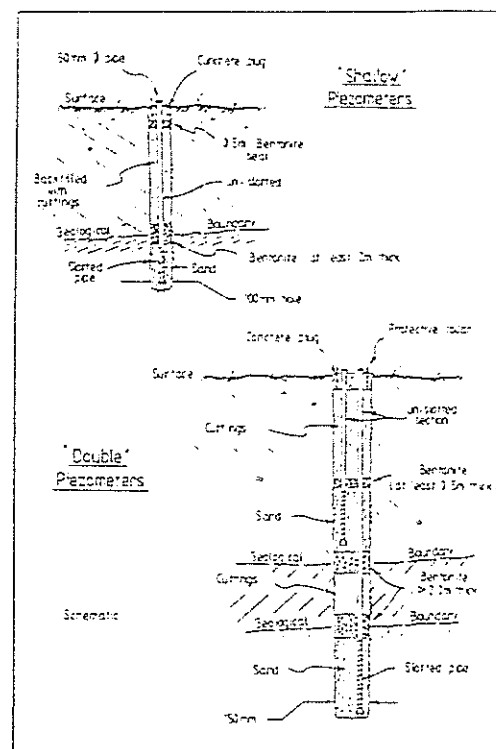 "Shallow"
Piezometers
50mm Ø pipe
Concrete plug
Surface
0.5m Bentonite
seal
Backfilled
with
cuttings
un-slotted
Geological
Boundary
Bentonite (at least 2m thick)
Slotted
pipe
Sand
100mm hole
"Double"
Piezometers
Concrete plug
Protective
Surface
un-slotted
section
Cuttings
Bentonite
(at least 0.5m thick)
Sand
Geological
Boundary
Cuttings
Bentonite
thick
Geological
Boundary
Schematic
Sand
Slotted pipe
150mm